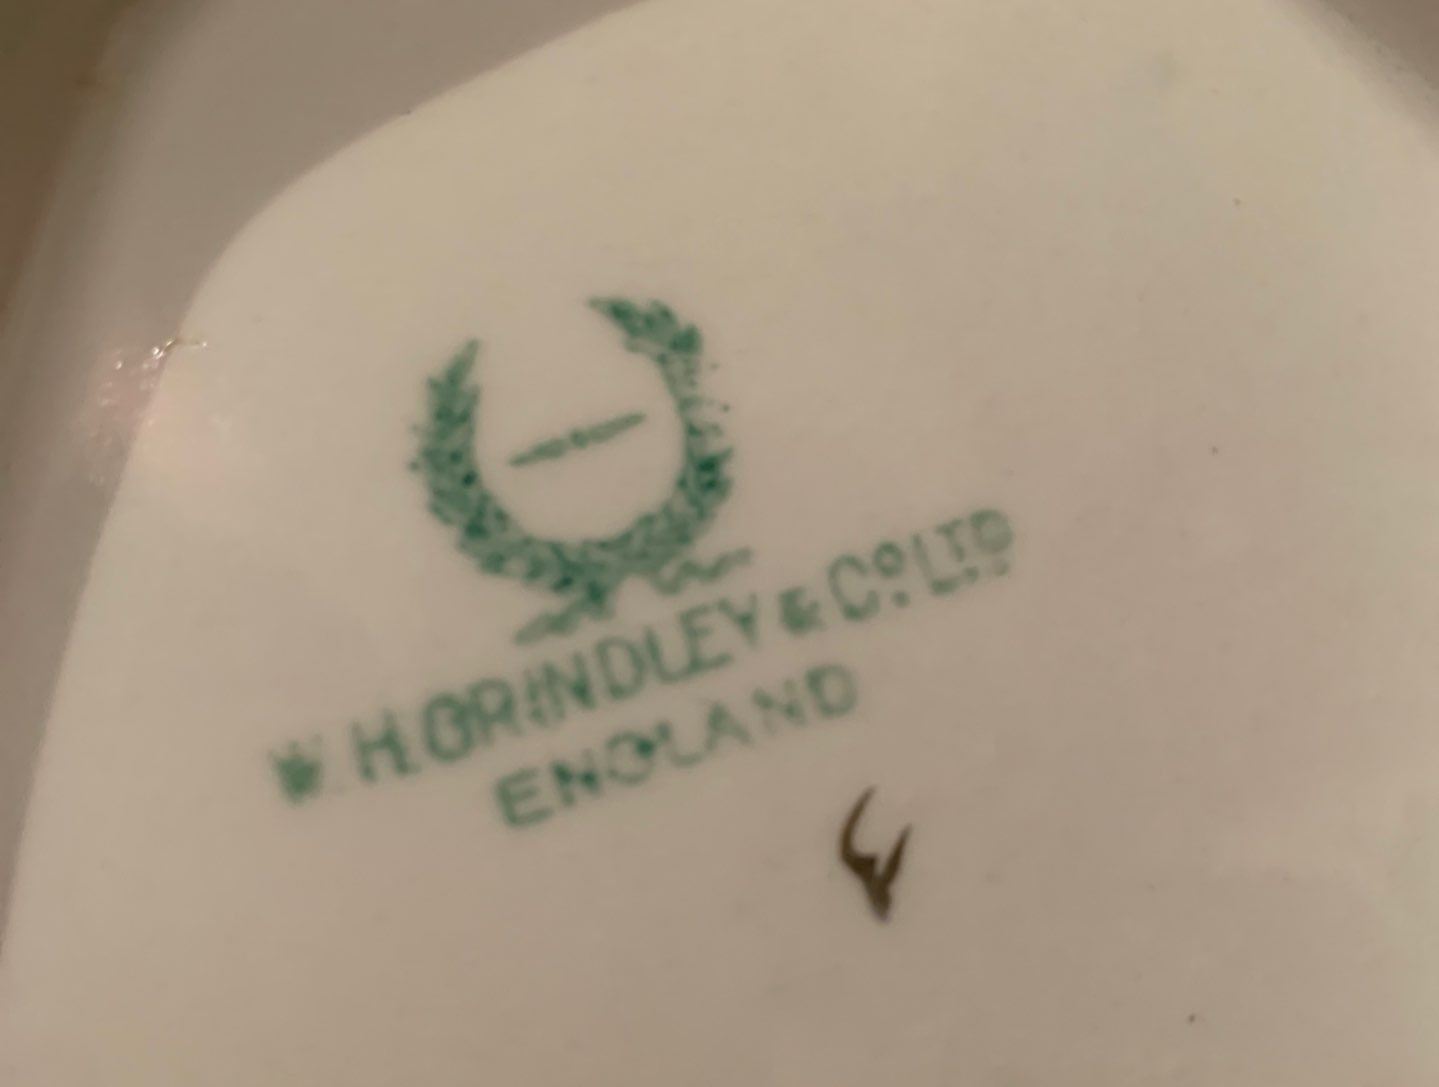 W. H. GRINDLEY & Cº. LTD
ENGLAND